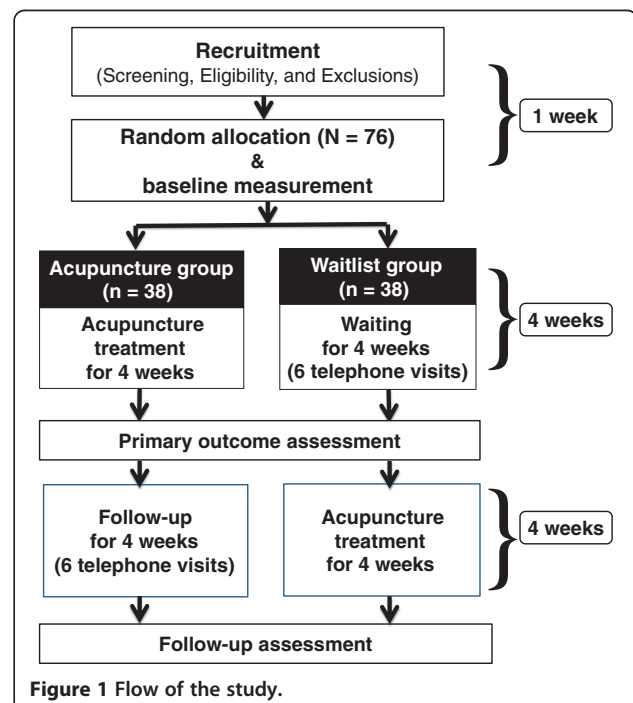 Recruitment
(Screening, Eligibility, and Exclusions)
1 week
Random allocation (N = 76)
&
baseline measurement
Acupuncture group
(n = 38)
Waitlist group
(n = 38)
Acupuncture
treatment
for 4 weeks
Waiting
for 4 weeks
(6 telephone visits)
4 weeks
Primary outcome assessment
Follow-up
for 4 weeks
(6 telephone visits)
Acupuncture
treatment
for 4 weeks
4 weeks
Follow-up assessment
Figure 1 Flow of the study.